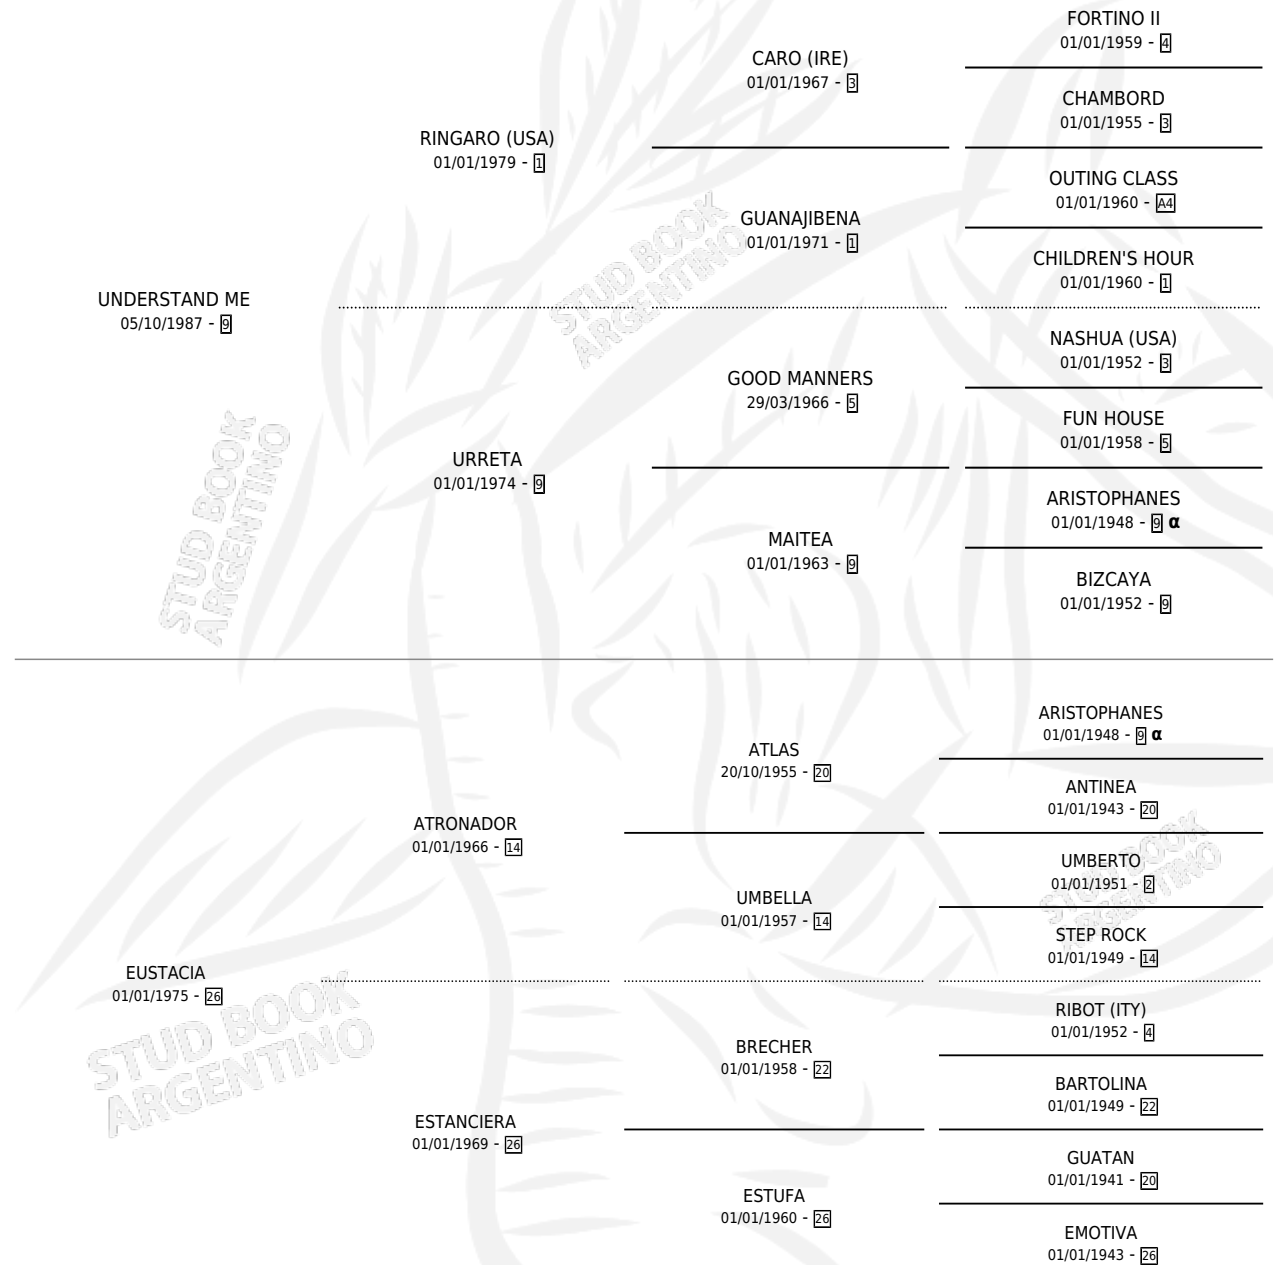 FORTINO II
01/01/1959 - 4
CARO (IRE)
01/01/1967 - 3
CHAMBORD
01/01/1955 - 3
RINGARO (USA)
01/01/1979 - 1
OUTING CLASS
01/01/1960 - A4
GUANAJIBENA
01/01/1971 - 1
CHILDREN'S HOUR
01/01/1960 - 1
UNDERSTAND ME
05/10/1987 - 9
NASHUA (USA)
01/01/1952 - 3
GOOD MANNERS
29/03/1966 - 5
FUN HOUSE
01/01/1958 - 5
URRETA
01/01/1974 - 9
ARISTOPHANES
01/01/1948 - 9 α
MAITEA
01/01/1963 - 9
BIZCAYA
01/01/1952 - 9
ARISTOPHANES
01/01/1948 - 9 α
ATLAS
20/10/1955 - 20
ANTINEA
01/01/1943 - 20
ATRONADOR
01/01/1966 - 14
UMBERTO
01/01/1951 - 2
UMBELLA
01/01/1957 - 14
STEP ROCK
01/01/1949 - 14
EUSTACIA
01/01/1975 - 26
RIBOT (ITY)
01/01/1952 - 4
BRECHER
01/01/1958 - 22
BARTOLINA
01/01/1949 - 22
ESTANCIERA
01/01/1969 - 26
GUATAN
01/01/1941 - 20
ESTUFA
01/01/1960 - 26
EMOTIVA
01/01/1943 - 26
STUD BOOK
ARGENTINO
STUD BOOK
ARGENTINO
STUD BOOK
ARGENTINO
STUD BOOK
ARGENTINO